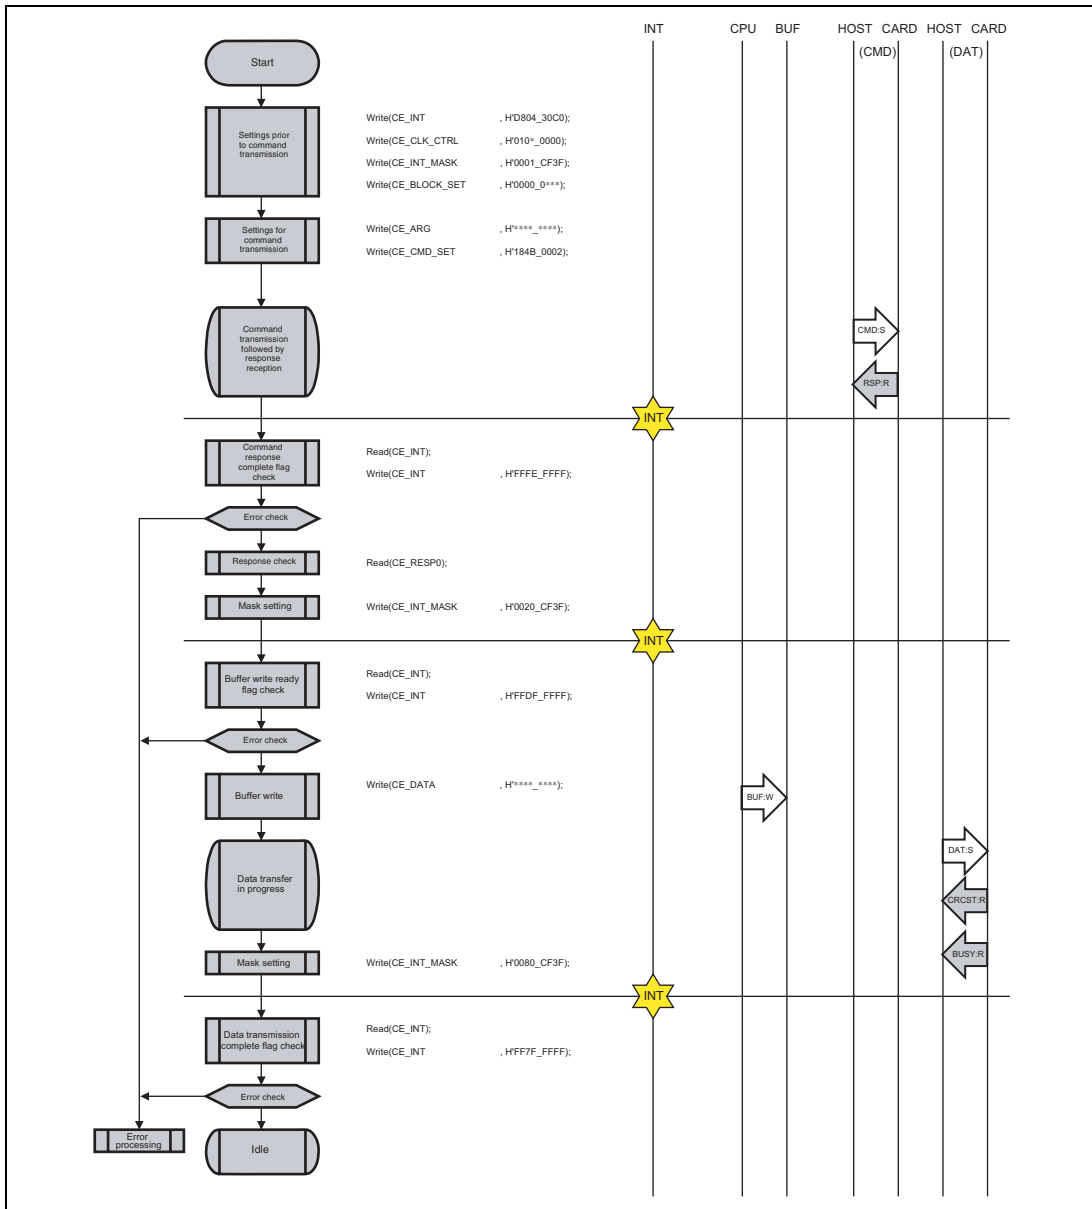 INT CPU BUF HOST CARD HOST CARD
(CMD) (DAT)
Start
Settings prior
to command
transmission
Write(CE_INT , H'D804_30C0);
Write(CE_CLK_CTRL , H'010*_0000);
Write(CE_INT_MASK , H'0001_CF3F);
Write(CE_BLOCK_SET , H'0000_0***);
Settings for
command
transmission
Write(CE_ARG , H'****_****);
Write(CE_CMD_SET , H'184B_0002);
Command
transmission
followed by
response
reception
CMD:S
RSP:R
INT
Command
response
complete flag
check
Read(CE_INT);
Write(CE_INT , H'FFFE_FFFF);
Error check
Response check
Read(CE_RESP0);
Mask setting
Write(CE_INT_MASK , H'0020_CF3F);
INT
Buffer write ready
flag check
Read(CE_INT);
Write(CE_INT , H'FFDF_FFFF);
Error check
Buffer write
Write(CE_DATA , H'****_****);
BUF:W
Data transfer
in progress
DAT:S
CRCST:R
BUSY:R
Mask setting
Write(CE_INT_MASK , H'0080_CF3F);
INT
Data transmission
complete flag check
Read(CE_INT);
Write(CE_INT , H'FF7F_FFFF);
Error check
Error
processing
Idle